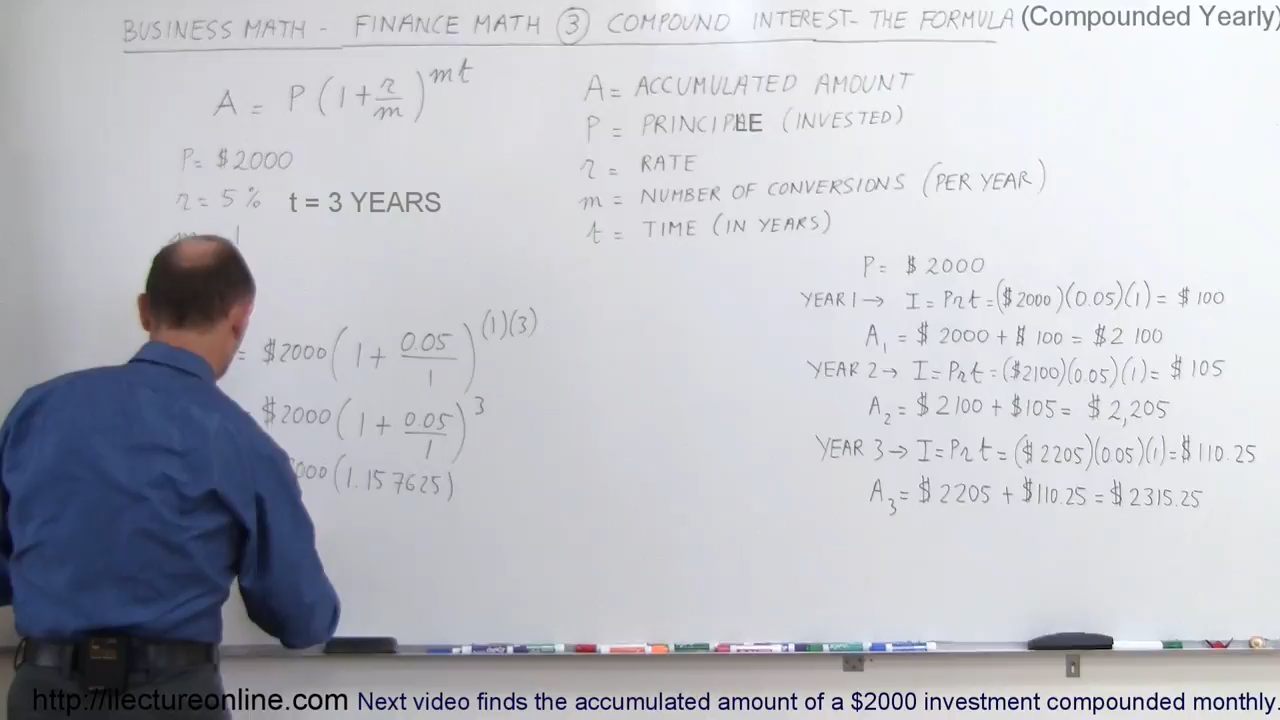 BUSINESS MATH - FINANCE MATH ③ COMPOUND INTEREST - THE FORMULA (Compounded Yearly)
A = P (1 + r/m)^mt
A = ACCUMULATED AMOUNT
P = PRINCIPLE (INVESTED)
r = RATE
m = NUMBER OF CONVERSIONS (PER YEAR)
t = TIME (IN YEARS)
P = $2000
r = 5% t = 3 YEARS
1
= $2000 (1 + 0.05/1)^(1)(3)
= $2000 (1 + 0.05/1)^3
000 (1.157625)
P = $2000
YEAR 1 → I = Prt = ($2000)(0.05)(1) = $100
A₁ = $2000 + $100 = $2100
YEAR 2 → I = Prt = ($2100)(0.05)(1) = $105
A₂ = $2100 + $105 = $2,205
YEAR 3 → I = Prt = ($2205)(0.05)(1) = $110.25
A₃ = $2205 + $110.25 = $2315.25
http://ilectureonline.com Next video finds the accumulated amount of a $2000 investment compounded monthly.